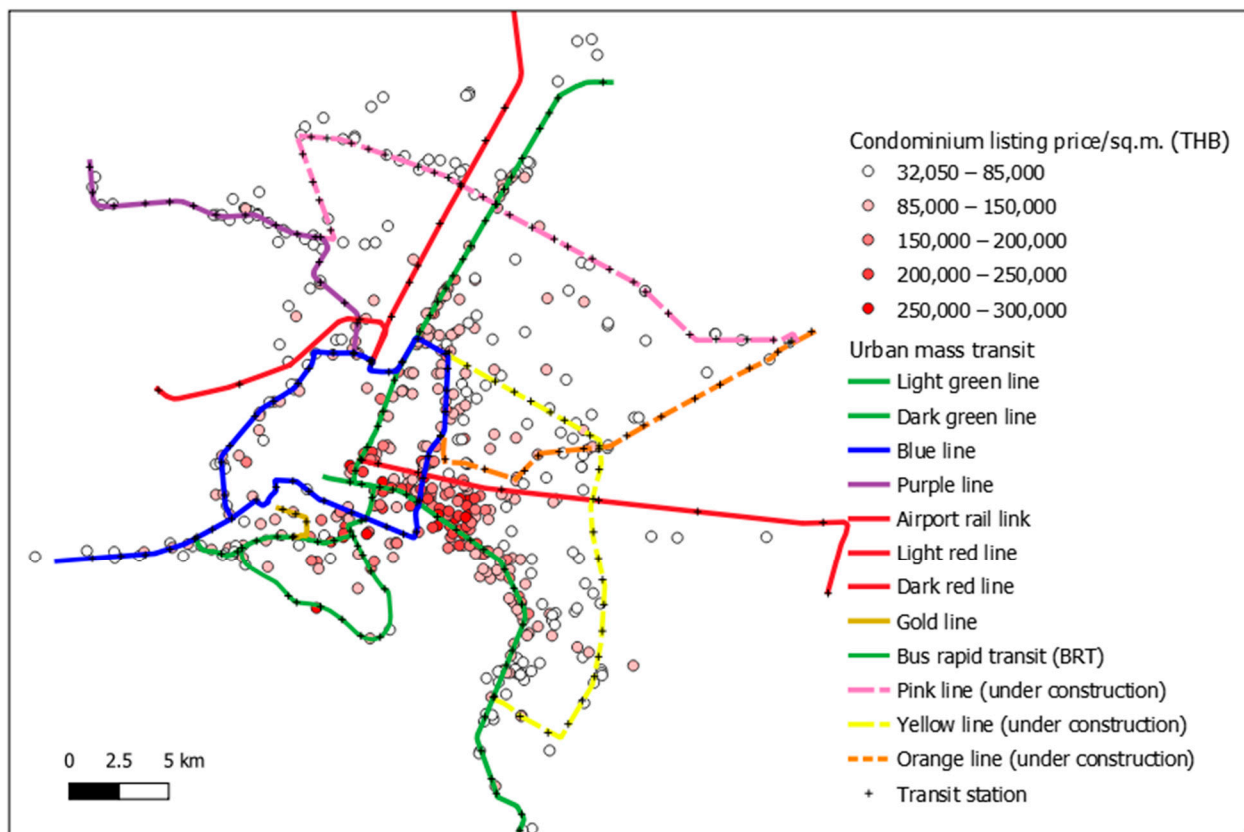 Condominium listing price/sq.m. (THB)
32,050 – 85,000
85,000 – 150,000
150,000 – 200,000
200,000 – 250,000
250,000 – 300,000
Urban mass transit
Light green line
Dark green line
Blue line
Purple line
Airport rail link
Light red line
Dark red line
Gold line
Bus rapid transit (BRT)
Pink line (under construction)
Yellow line (under construction)
Orange line (under construction)
Transit station
0 2.5 5 km